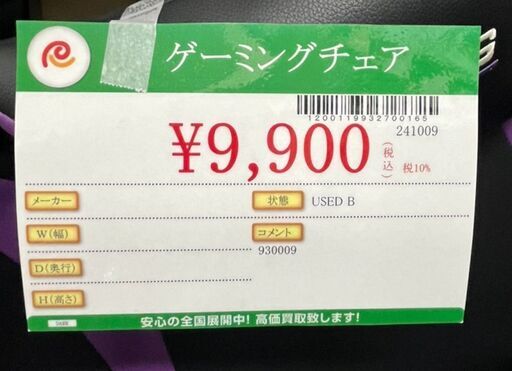 ゲーミングチェア
1200119932700165
241009
¥9,900 (税込) 税10%
メーカー
状態 USED B
W(幅)
コメント
930009
D(奥行)
H(高さ)
安心の全国展開中! 高価買取致します!